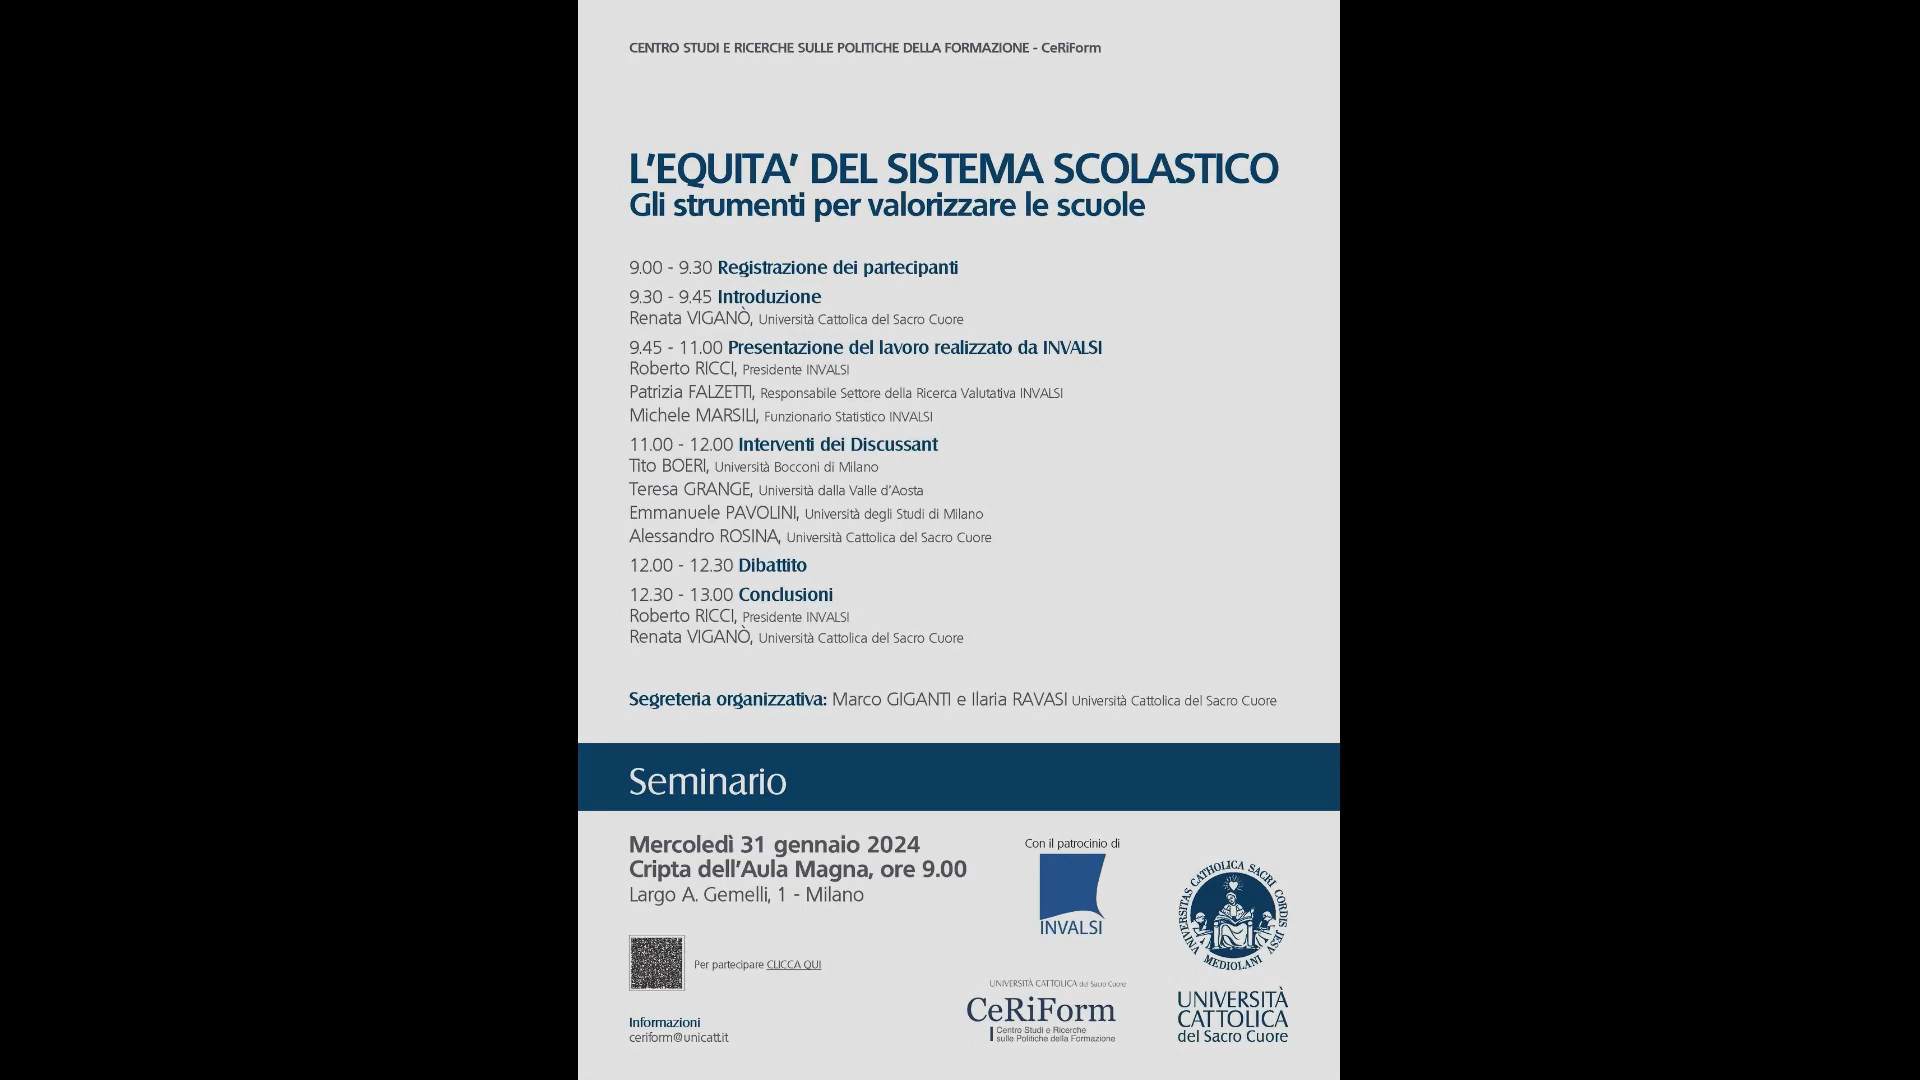 CENTRO STUDI E RICERCHE SULLE POLITICHE DELLA FORMAZIONE - CeRiForm
L'EQUITA' DEL SISTEMA SCOLASTICO
Gli strumenti per valorizzare le scuole
9.00 - 9.30 Registrazione dei partecipanti
9.30 - 9.45 Introduzione
Renata VIGANÒ, Università Cattolica del Sacro Cuore
9.45 - 11.00 Presentazione del lavoro realizzato da INVALSI
Roberto RICCI, Presidente INVALSI
Patrizia FALZETTI, Responsabile Settore della Ricerca Valutativa INVALSI
Michele MARSILI, Funzionario Statistico INVALSI
11.00 - 12.00 Interventi dei Discussant
Tito BOERI, Università Bocconi di Milano
Teresa GRANGE, Università dalla Valle d'Aosta
Emmanuele PAVOLINI, Università degli Studi di Milano
Alessandro ROSINA, Università Cattolica del Sacro Cuore
12.00 - 12.30 Dibattito
12.30 - 13.00 Conclusioni
Roberto RICCI, Presidente INVALSI
Renata VIGANÒ, Università Cattolica del Sacro Cuore
Segreteria organizzativa: Marco GIGANTI e Ilaria RAVASI Università Cattolica del Sacro Cuore
Seminario
Mercoledì 31 gennaio 2024
Cripta dell'Aula Magna, ore 9.00
Largo A. Gemelli, 1 - Milano
Per partecipare CLICCA QUI
Informazioni
ceriform@unicatt.it
Con il patrocinio di
INVALSI
UNIVERSITÀ CATTOLICA del Sacro Cuore
CeRiForm
Centro Studi e Ricerche
sulle Politiche della Formazione
UNIVERSITAS CATHOLICA SACRI CORDIS JESV
MEDIOLANI
UNIVERSITÀ
CATTOLICA
del Sacro Cuore